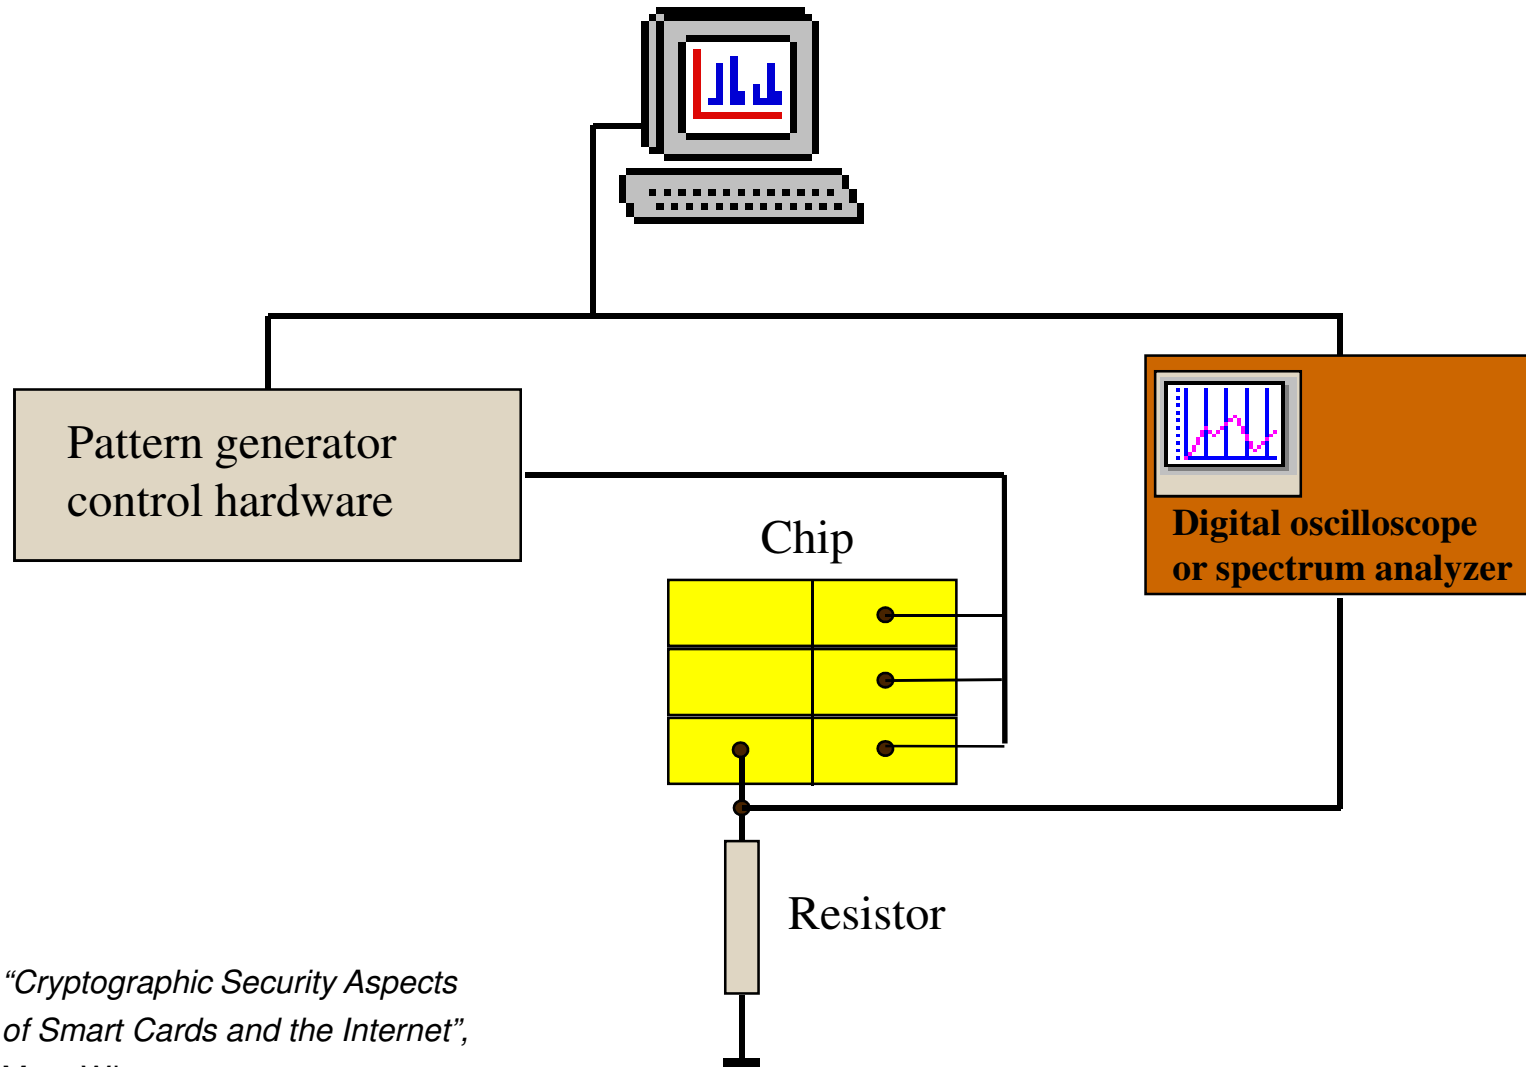 Pattern generator
control hardware
Chip
Digital oscilloscope
or spectrum analyzer
Resistor
“Cryptographic Security Aspects
of Smart Cards and the Internet”,